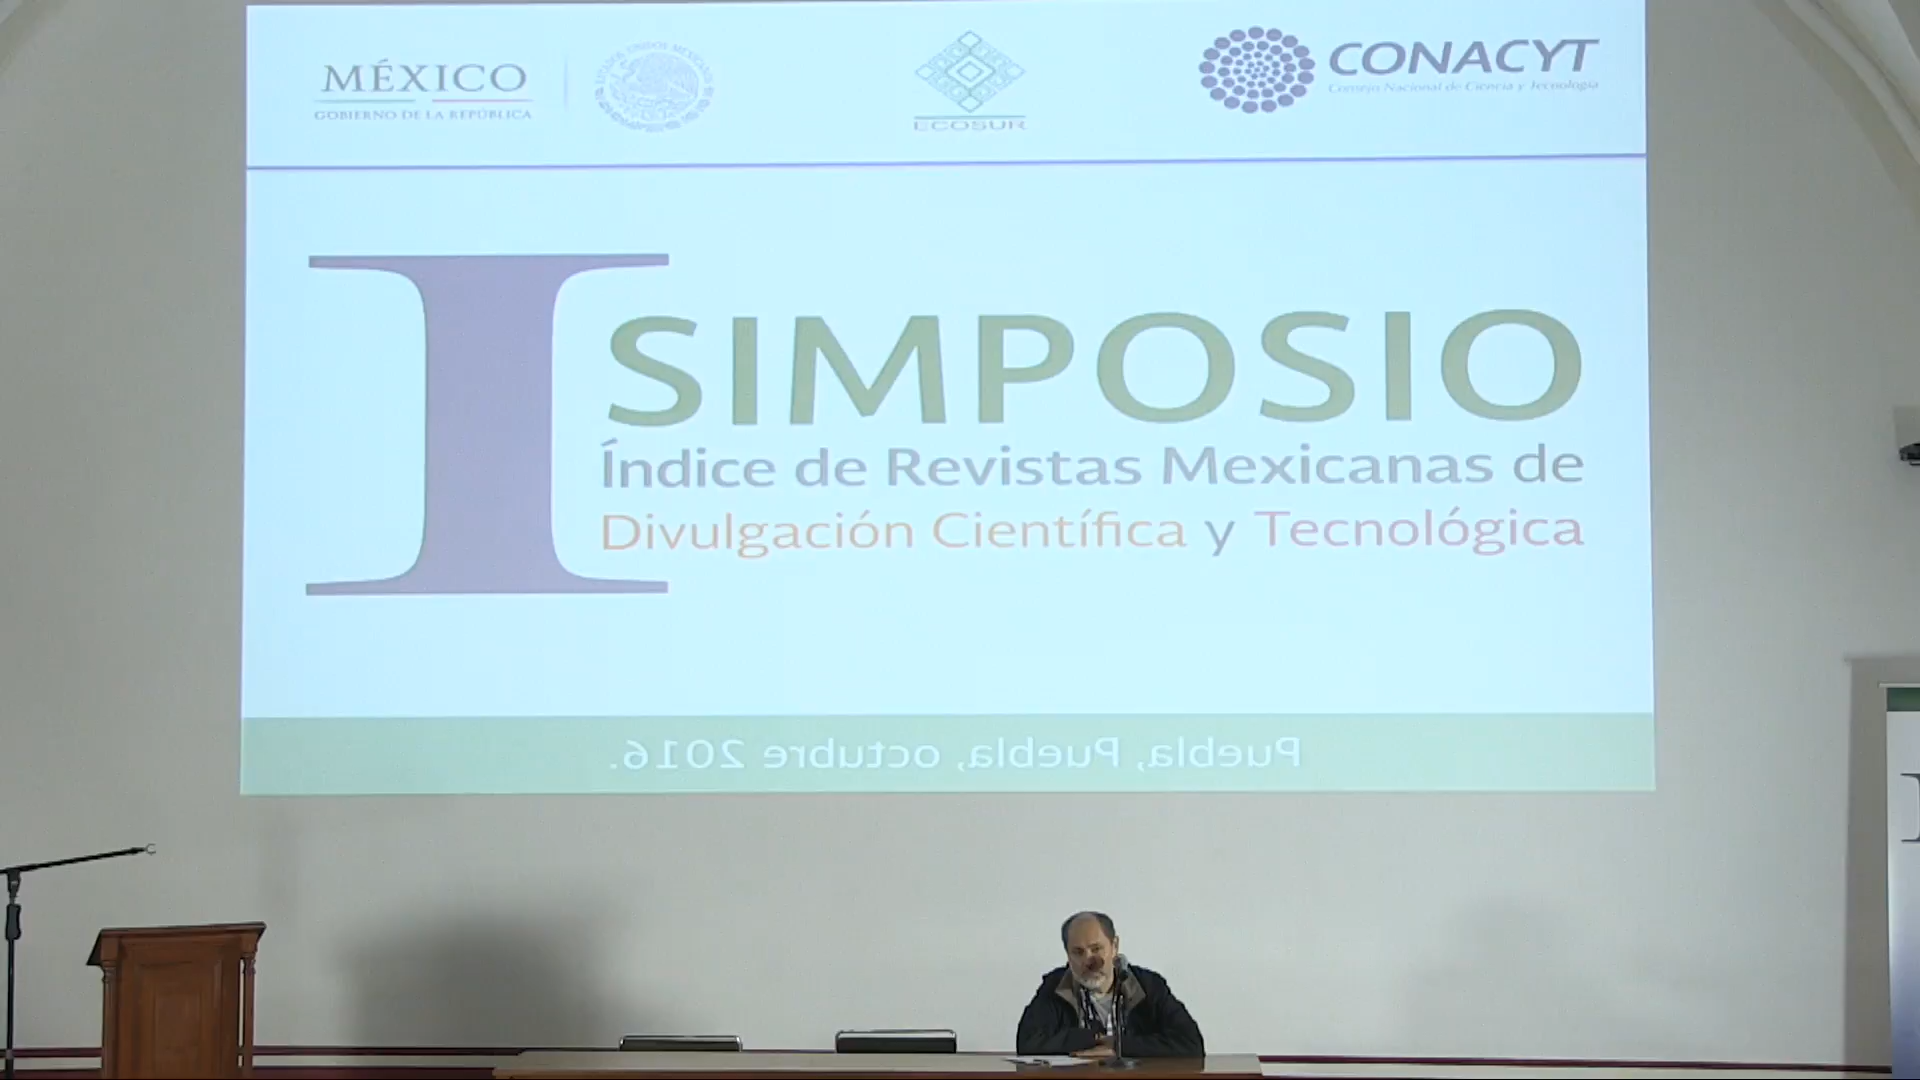 MÉXICO
GOBIERNO DE LA REPÚBLICA
ECOSUR
CONACYT
Consejo Nacional de Ciencia y Tecnología
I SIMPOSIO
Índice de Revistas Mexicanas de
Divulgación Científica y Tecnológica
Puebla, Puebla, octubre 2016.